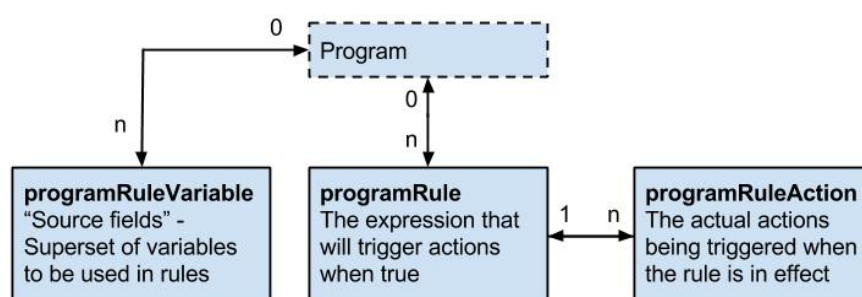 0
Program
0
n
n
programRuleVariable
“Source fields” -
Superset of variables
to be used in rules
programRule
The expression that
will trigger actions
when true
1
n
programRuleAction
The actual actions
being triggered when
the rule is in effect